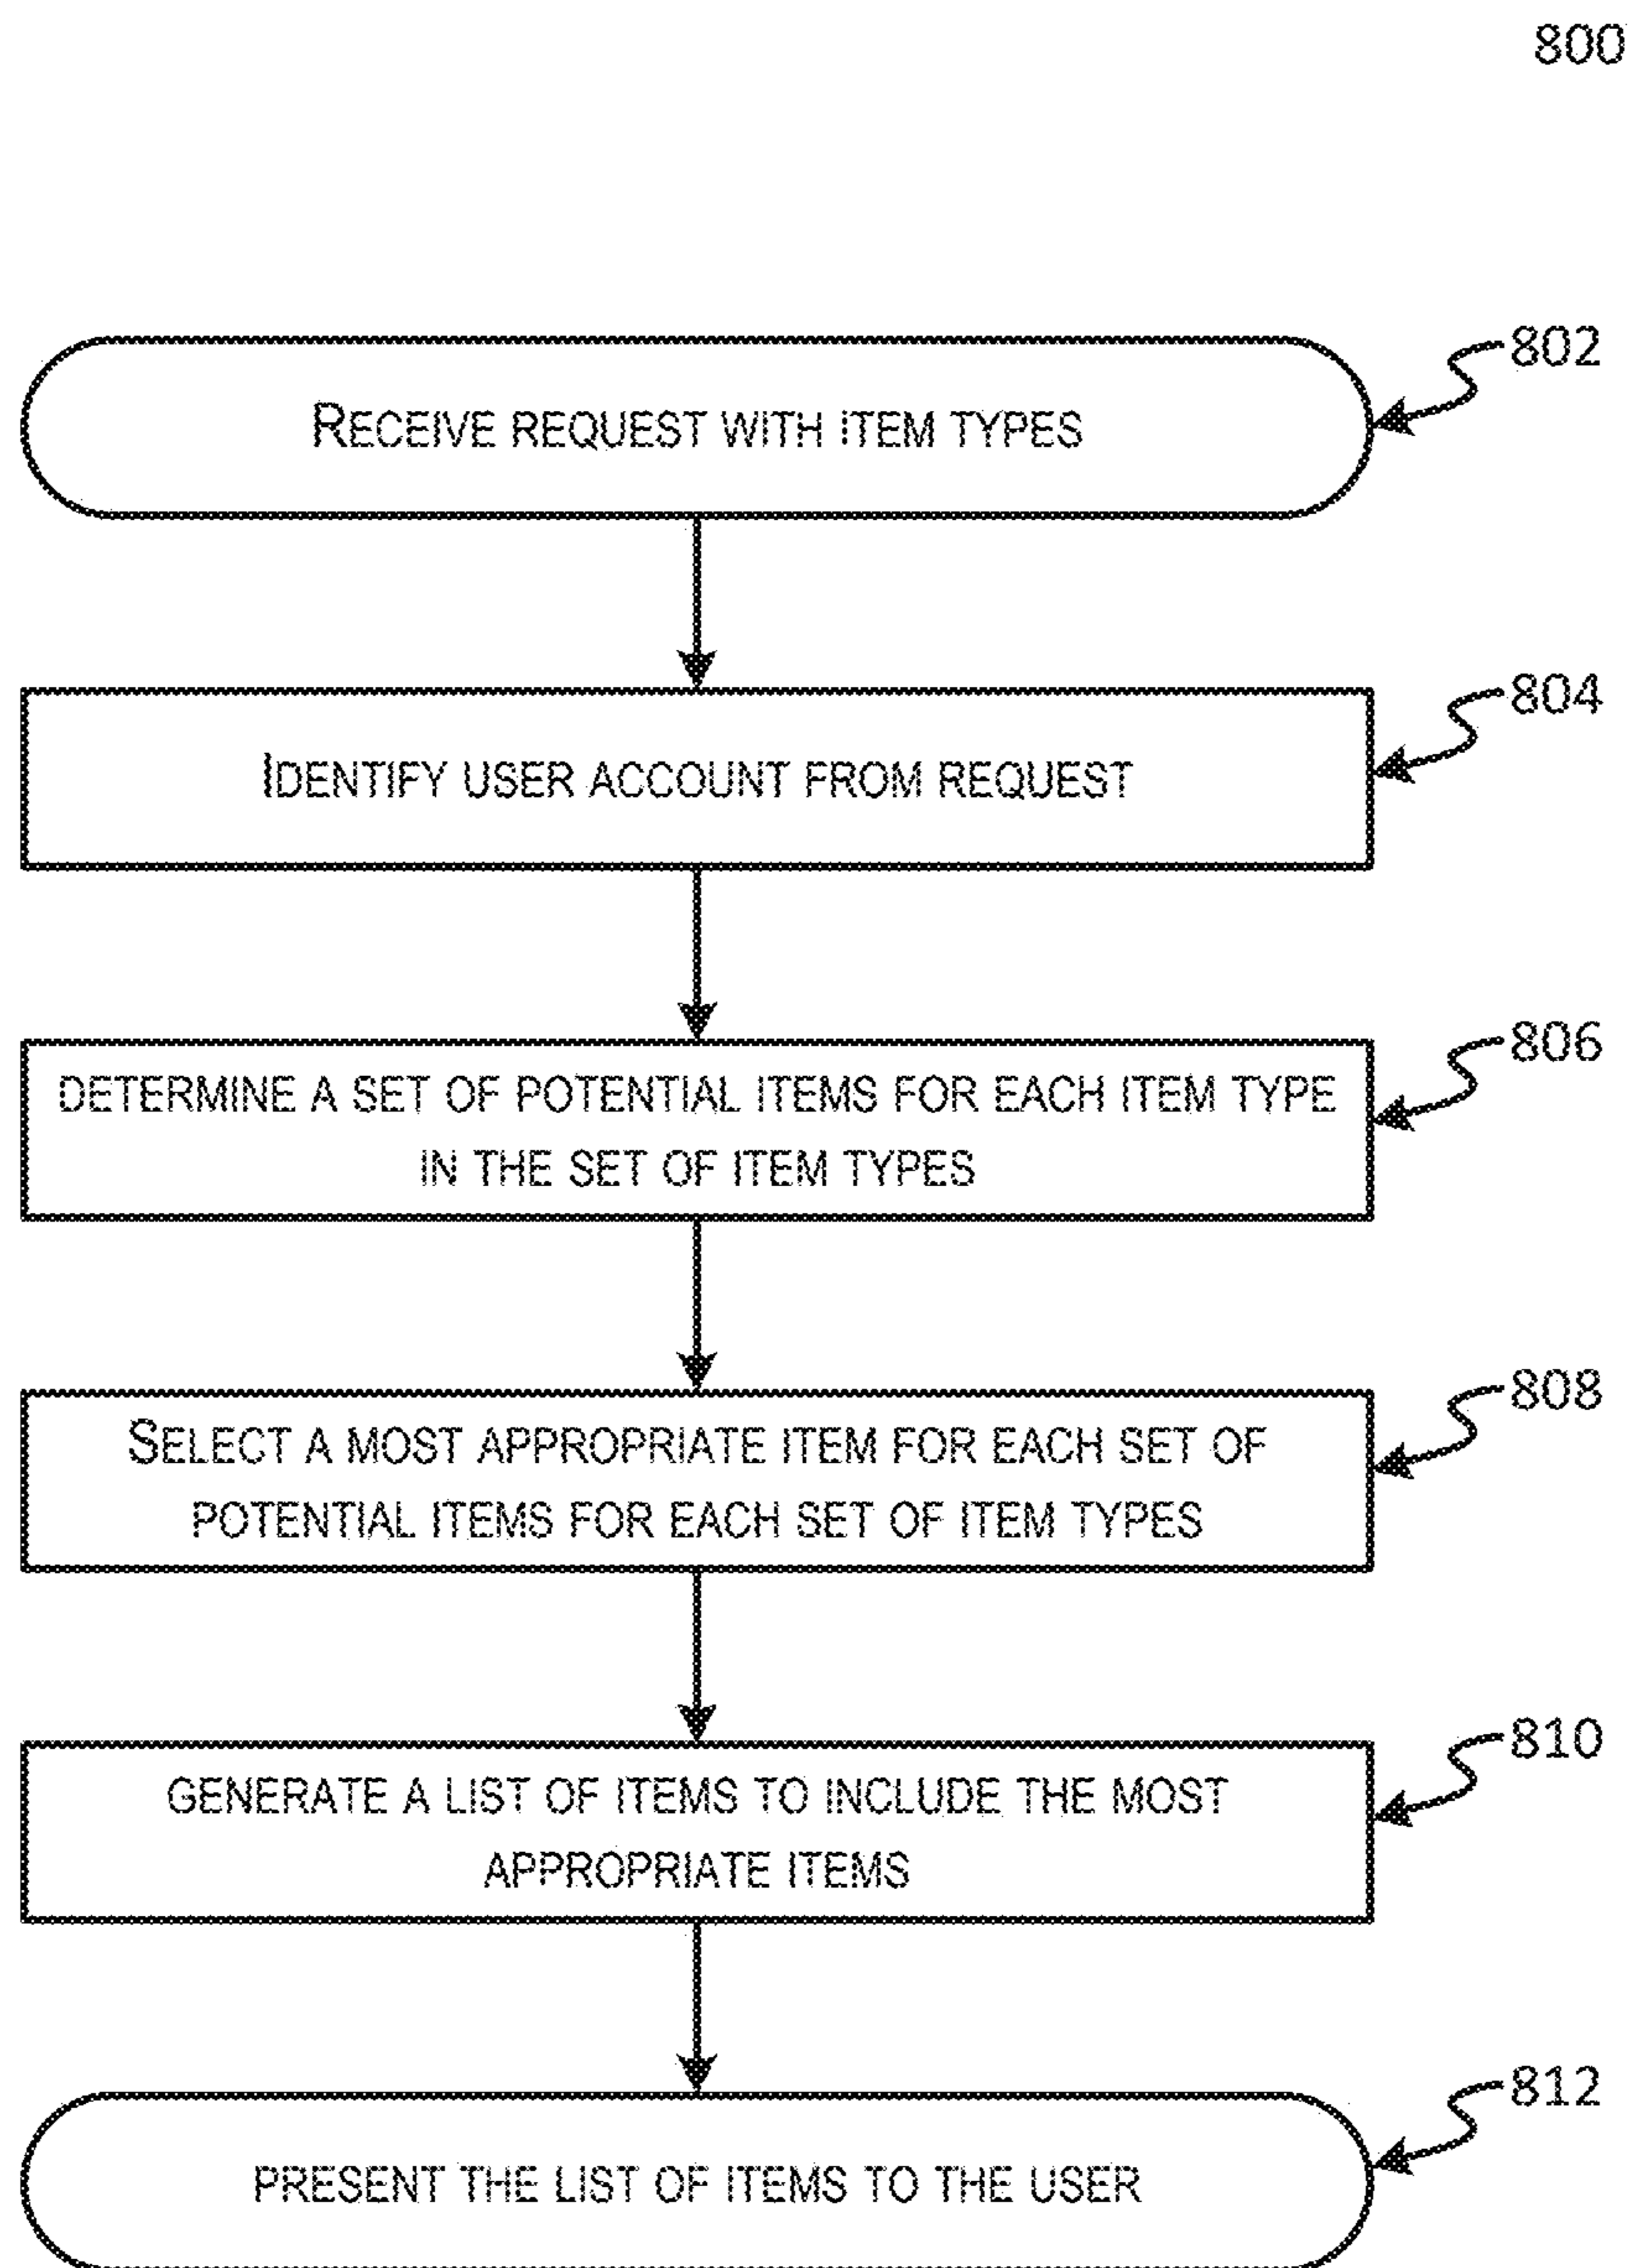 800
RECEIVE REQUEST WITH ITEM TYPES
802
IDENTIFY USER ACCOUNT FROM REQUEST
804
DETERMINE A SET OF POTENTIAL ITEMS FOR EACH ITEM TYPE
IN THE SET OF ITEM TYPES
806
SELECT A MOST APPROPRIATE ITEM FOR EACH SET OF
POTENTIAL ITEMS FOR EACH SET OF ITEM TYPES
808
GENERATE A LIST OF ITEMS TO INCLUDE THE MOST
APPROPRIATE ITEMS
810
PRESENT THE LIST OF ITEMS TO THE USER
812